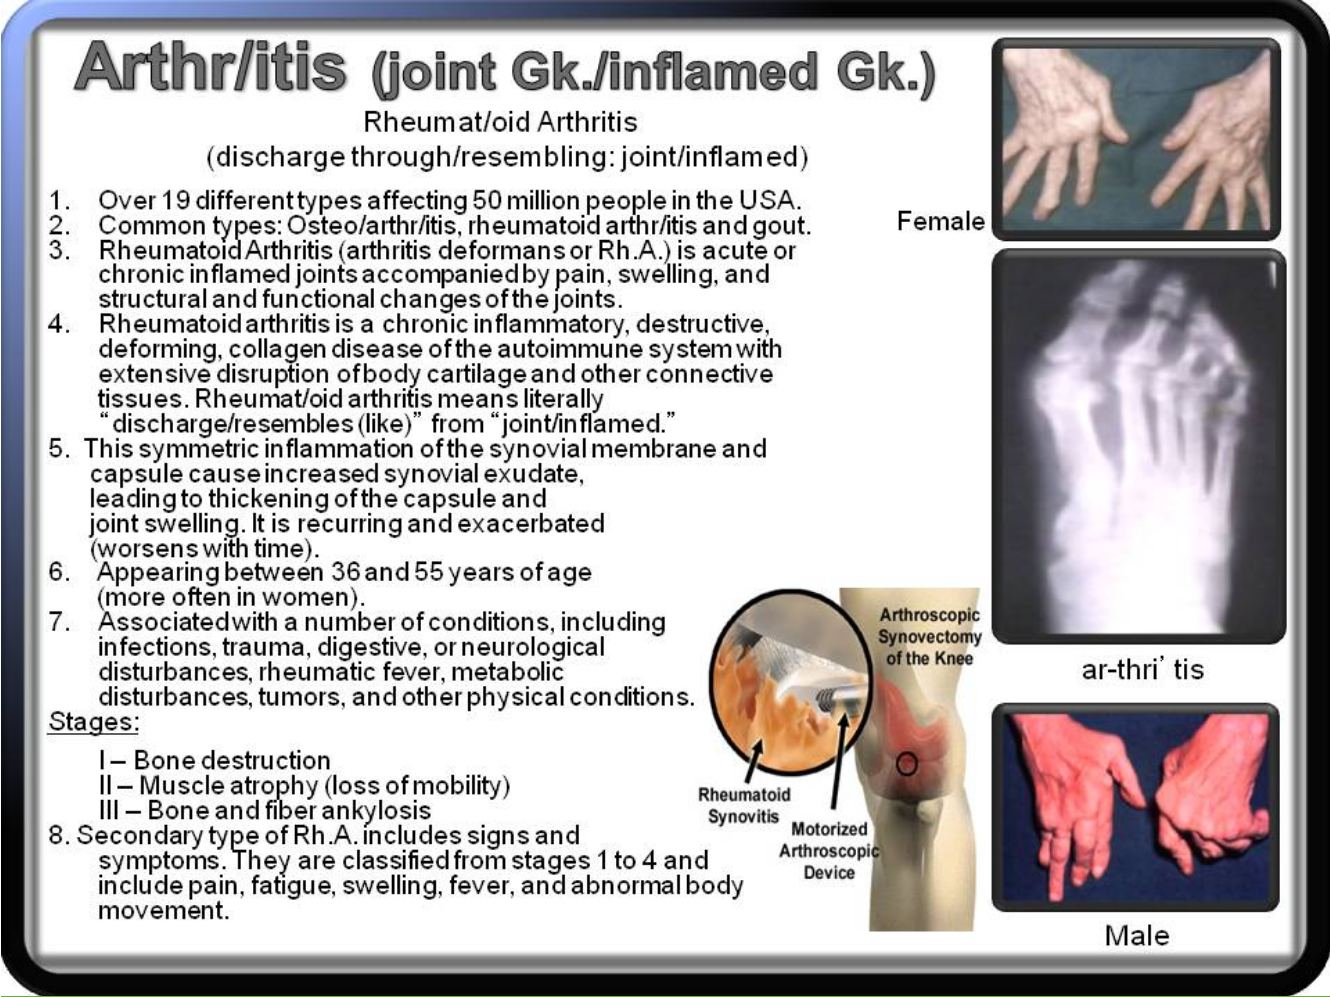 Arthr/itis (joint Gk./inflamed Gk.)
Rheumat/oid Arthritis
(discharge through/resembling: joint/inflamed)
1. Over 19 different types affecting 50 million people in the USA.
2. Common types: Osteo/arthr/itis, rheumatoid arthr/itis and gout.
3. Rheumatoid Arthritis (arthritis deformans or Rh.A.) is acute or
chronic inflamed joints accompanied by pain, swelling, and
structural and functional changes of the joints.
4. Rheumatoid arthritis is a chronic inflammatory, destructive,
deforming, collagen disease of the autoimmune system with
extensive disruption of body cartilage and other connective
tissues. Rheumat/oid arthritis means literally
“discharge/resembles (like)” from “joint/inflamed.”
5. This symmetric inflammation of the synovial membrane and
capsule cause increased synovial exudate,
leading to thickening of the capsule and
joint swelling. It is recurring and exacerbated
(worsens with time).
6. Appearing between 36 and 55 years of age
(more often in women).
7. Associated with a number of conditions, including
infections, trauma, digestive, or neurological
disturbances, rheumatic fever, metabolic
disturbances, tumors, and other physical conditions.
Stages:
I – Bone destruction
II – Muscle atrophy (loss of mobility)
III – Bone and fiber ankylosis
8. Secondary type of Rh.A. includes signs and
symptoms. They are classified from stages 1 to 4 and
include pain, fatigue, swelling, fever, and abnormal body
movement.
Arthroscopic
Synovectomy
of the Knee
Rheumatoid
Synovitis
Motorized
Arthroscopic
Device
Female
ar-thri’ tis
Male